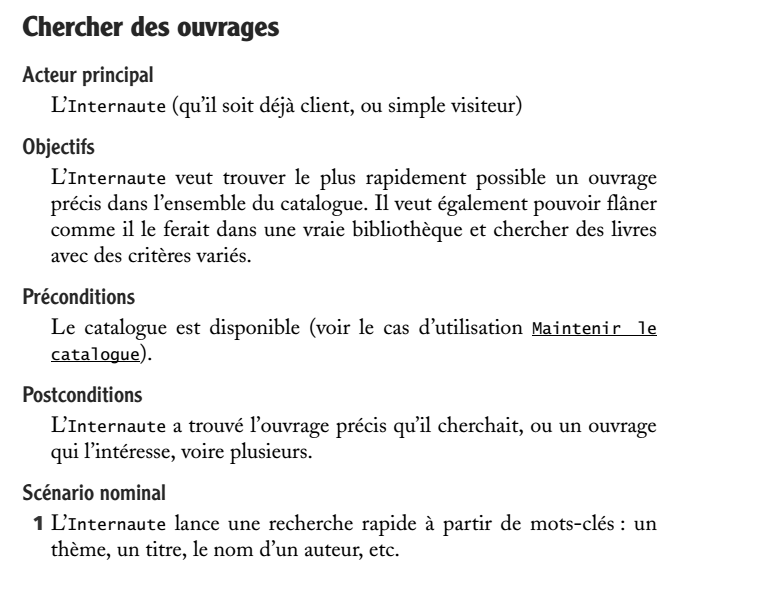 Chercher des ouvrages
Acteur principal
L’Internaute (qu’il soit déjà client, ou simple visiteur)
Objectifs
L’Internaute veut trouver le plus rapidement possible un ouvrage
précis dans l’ensemble du catalogue. Il veut également pouvoir flâner
comme il le ferait dans une vraie bibliothèque et chercher des livres
avec des critères variés.
Préconditions
Le catalogue est disponible (voir le cas d’utilisation Maintenir le
catalogue).
Postconditions
L’Internaute a trouvé l’ouvrage précis qu’il cherchait, ou un ouvrage
qui l’intéresse, voire plusieurs.
Scénario nominal
1 L’Internaute lance une recherche rapide à partir de mots-clés : un
thème, un titre, le nom d’un auteur, etc.